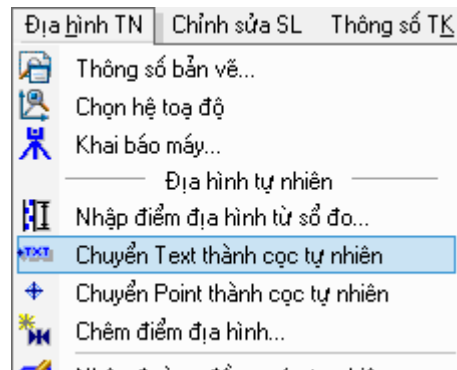 Địa hình TN Chỉnh sửa SL Thông số TK
Thông số bản vẽ...
Chọn hệ toạ độ
Khai báo máy...
Địa hình tự nhiên
Nhập điểm địa hình từ sổ đo...
TXT Chuyển Text thành cọc tự nhiên
Chuyển Point thành cọc tự nhiên
Chêm điểm địa hình...